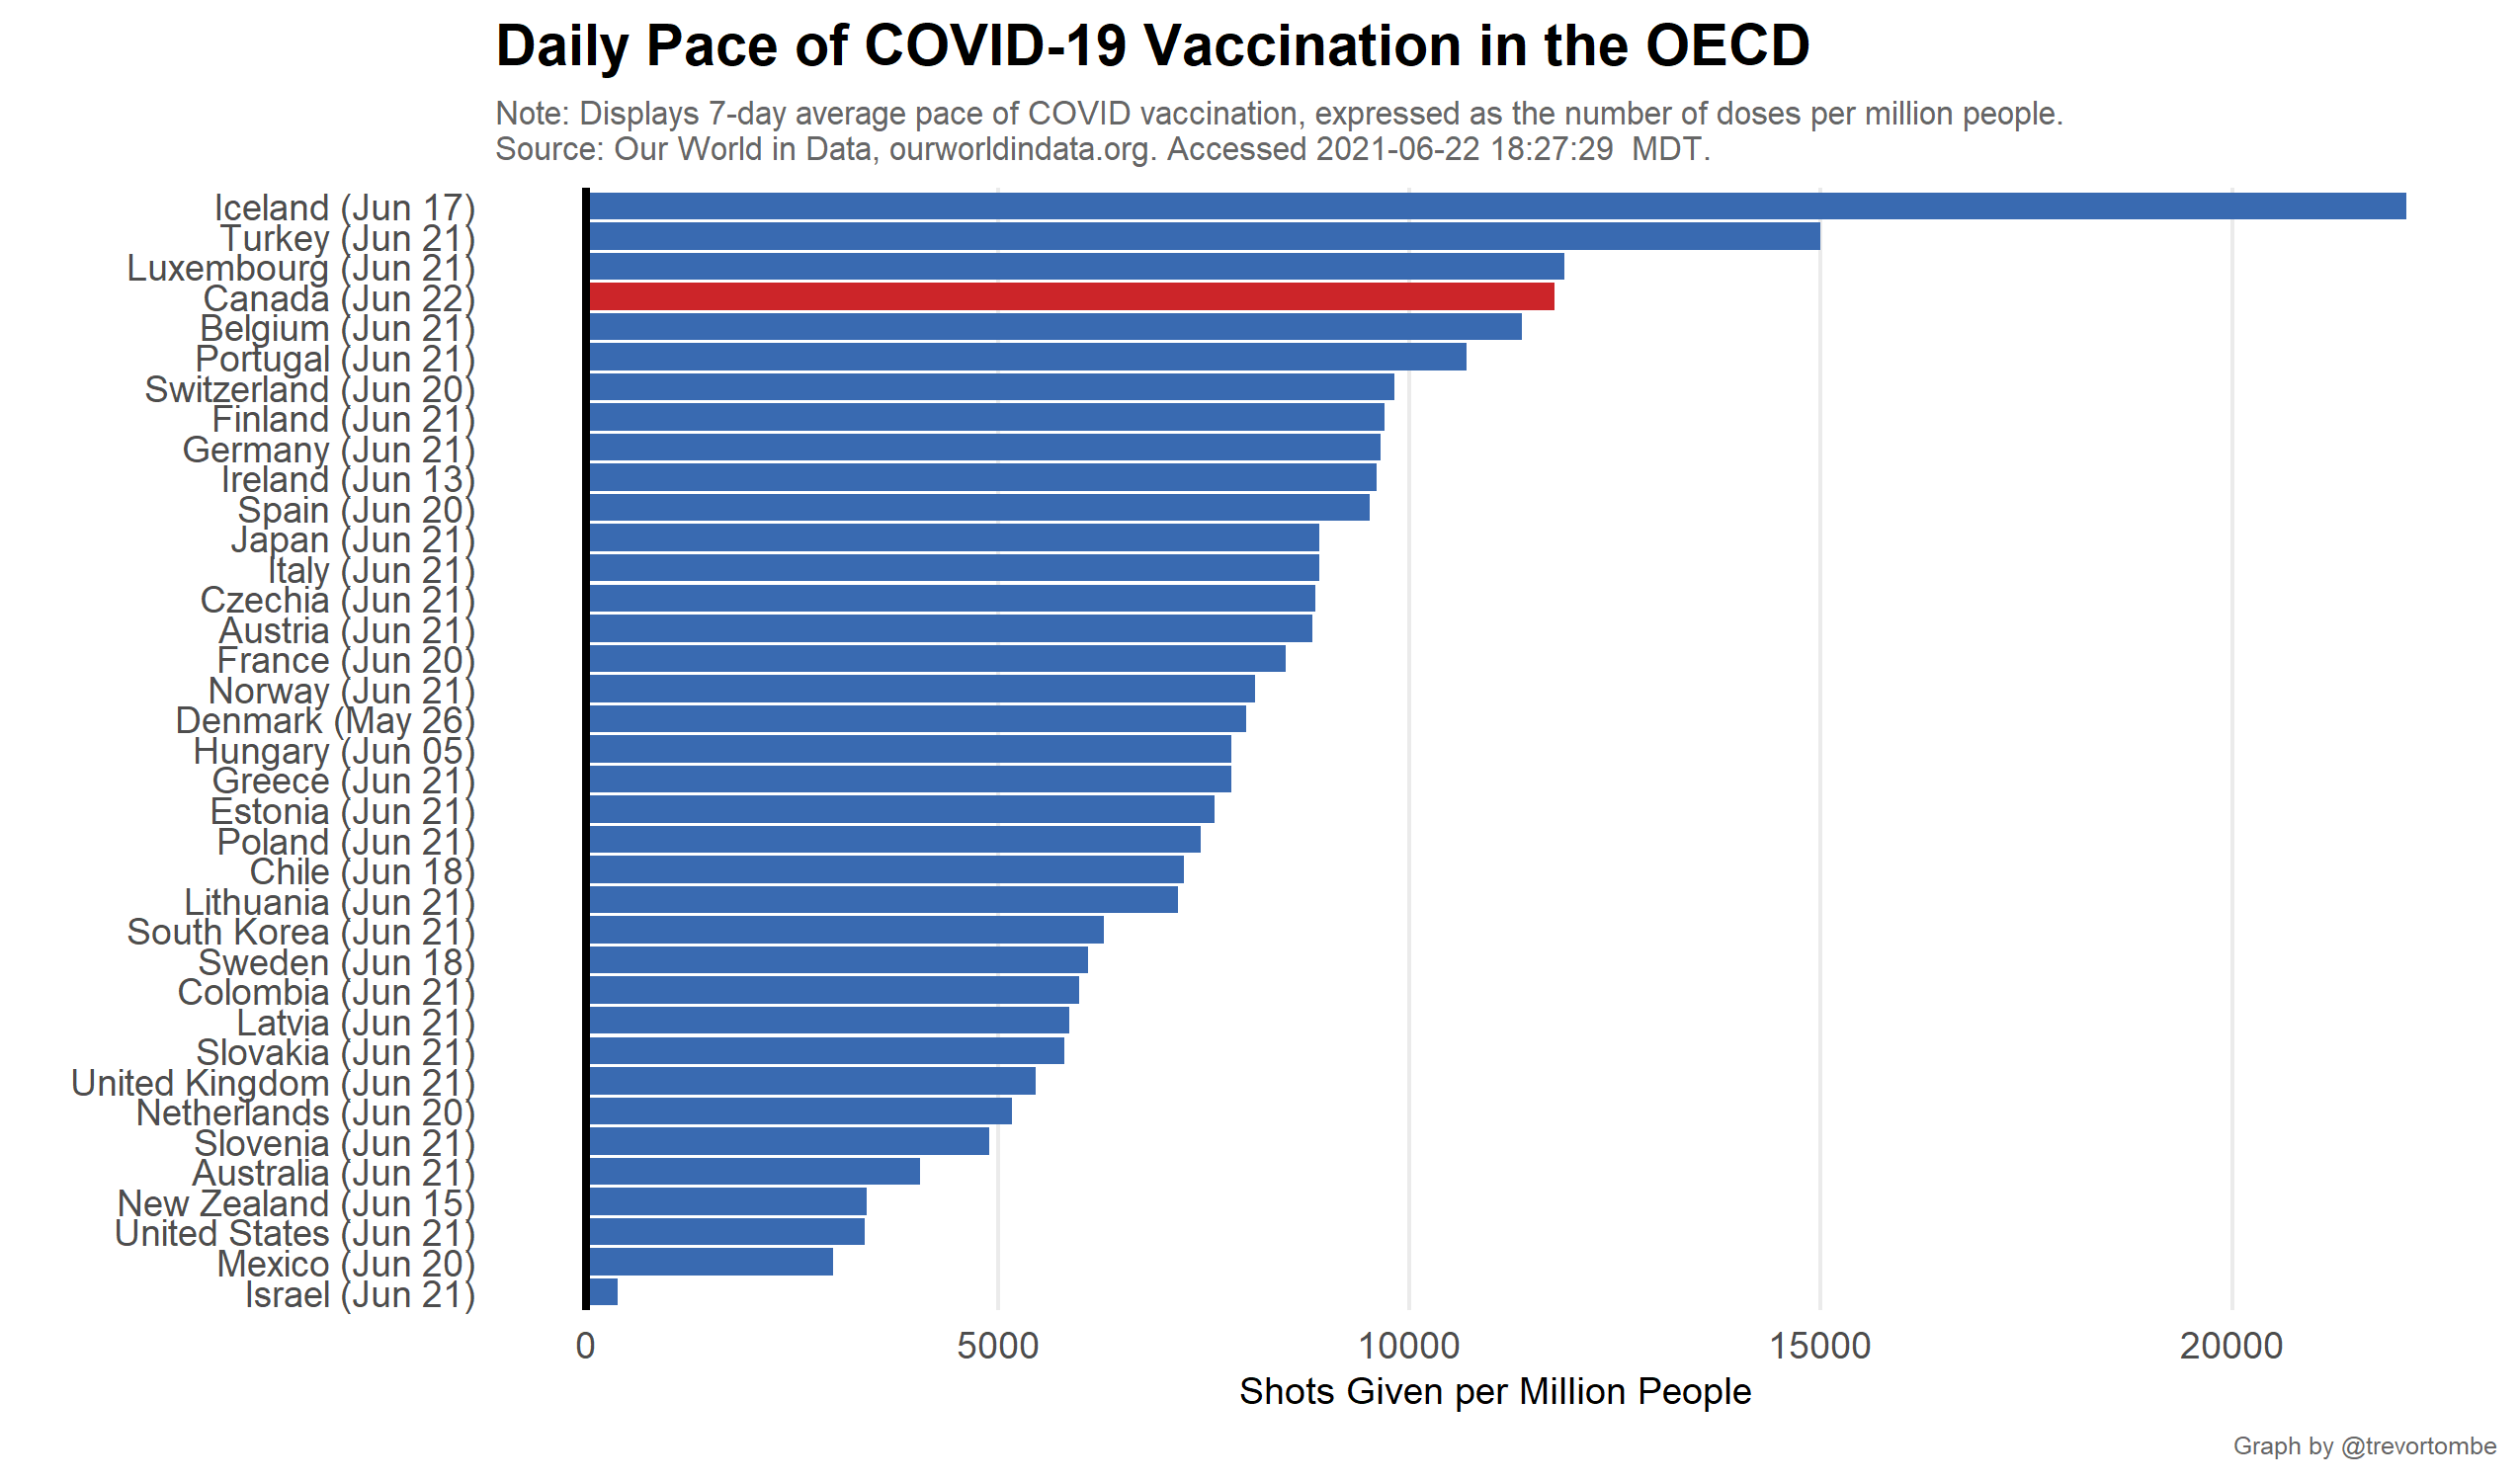 Daily Pace of COVID-19 Vaccination in the OECD
Note: Displays 7-day average pace of COVID vaccination, expressed as the number of doses per million people.
Source: Our World in Data, ourworldindata.org. Accessed 2021-06-22 18:27:29  MDT.
Iceland (Jun 17)
Turkey (Jun 21)
Luxembourg (Jun 21)
Canada (Jun 22)
Belgium (Jun 21)
Portugal (Jun 21)
Switzerland (Jun 20)
Finland (Jun 21)
Germany (Jun 21)
Ireland (Jun 13)
Spain (Jun 20)
Japan (Jun 21)
Italy (Jun 21)
Czechia (Jun 21)
Austria (Jun 21)
France (Jun 20)
Norway (Jun 21)
Denmark (May 26)
Hungary (Jun 05)
Greece (Jun 21)
Estonia (Jun 21)
Poland (Jun 21)
Chile (Jun 18)
Lithuania (Jun 21)
South Korea (Jun 21)
Sweden (Jun 18)
Colombia (Jun 21)
Latvia (Jun 21)
Slovakia (Jun 21)
United Kingdom (Jun 21)
Netherlands (Jun 20)
Slovenia (Jun 21)
Australia (Jun 21)
New Zealand (Jun 15)
United States (Jun 21)
Mexico (Jun 20)
Israel (Jun 21)
0 5000 10000 15000 20000
Shots Given per Million People
Graph by @trevortombe